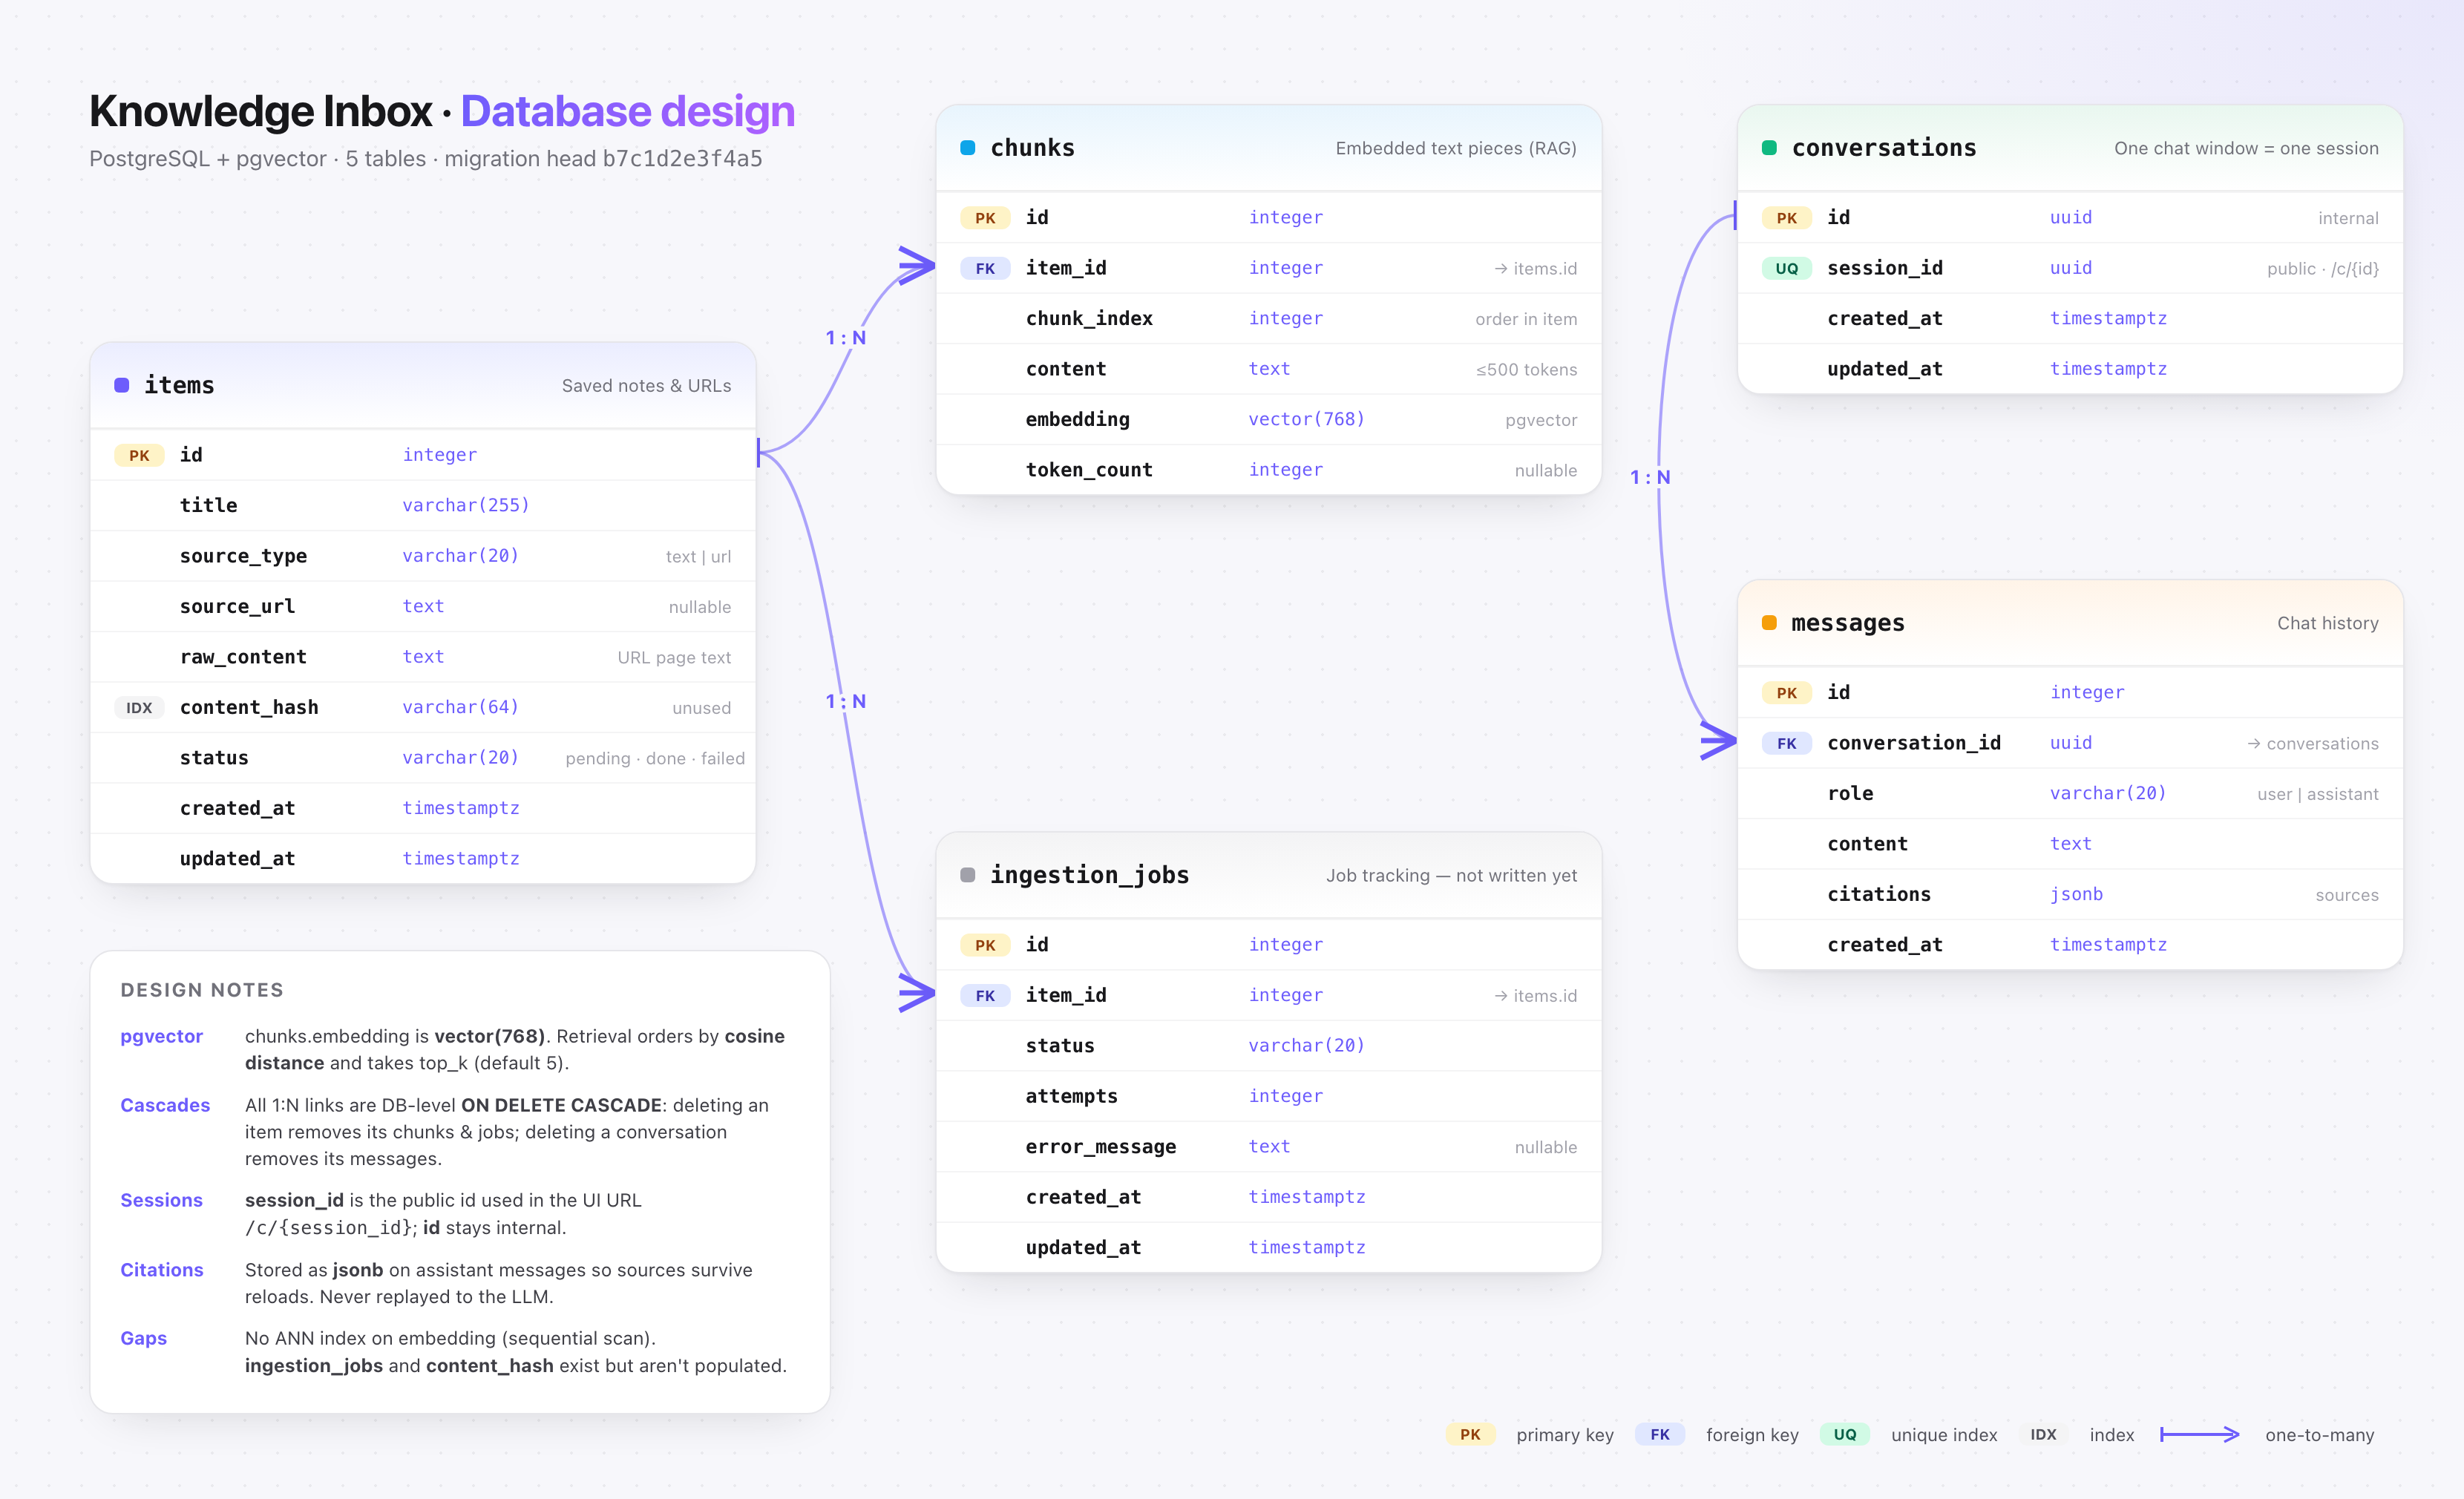 Knowledge Inbox · Database design
PostgreSQL + pgvector · 5 tables · migration head b7c1d2e3f4a5
items Saved notes & URLs
PK id integer
title varchar(255)
source_type varchar(20) text | url
source_url text nullable
raw_content text URL page text
IDX content_hash varchar(64) unused
status varchar(20) pending · done · failed
created_at timestamptz
updated_at timestamptz
1 : N
1 : N
chunks Embedded text pieces (RAG)
PK id integer
FK item_id integer → items.id
chunk_index integer order in item
content text ≤500 tokens
embedding vector(768) pgvector
token_count integer nullable
ingestion_jobs Job tracking — not written yet
PK id integer
FK item_id integer → items.id
status varchar(20)
attempts integer
error_message text nullable
created_at timestamptz
updated_at timestamptz
1 : N
conversations One chat window = one session
PK id uuid internal
UQ session_id uuid public · /c/{id}
created_at timestamptz
updated_at timestamptz
messages Chat history
PK id integer
FK conversation_id uuid → conversations
role varchar(20) user | assistant
content text
citations jsonb sources
created_at timestamptz
DESIGN NOTES
pgvector chunks.embedding is vector(768). Retrieval orders by cosine
distance and takes top_k (default 5).
Cascades All 1:N links are DB-level ON DELETE CASCADE: deleting an
item removes its chunks & jobs; deleting a conversation
removes its messages.
Sessions session_id is the public id used in the UI URL
/c/{session_id}; id stays internal.
Citations Stored as jsonb on assistant messages so sources survive
reloads. Never replayed to the LLM.
Gaps No ANN index on embedding (sequential scan).
ingestion_jobs and content_hash exist but aren't populated.
PK primary key FK foreign key UQ unique index IDX index one-to-many